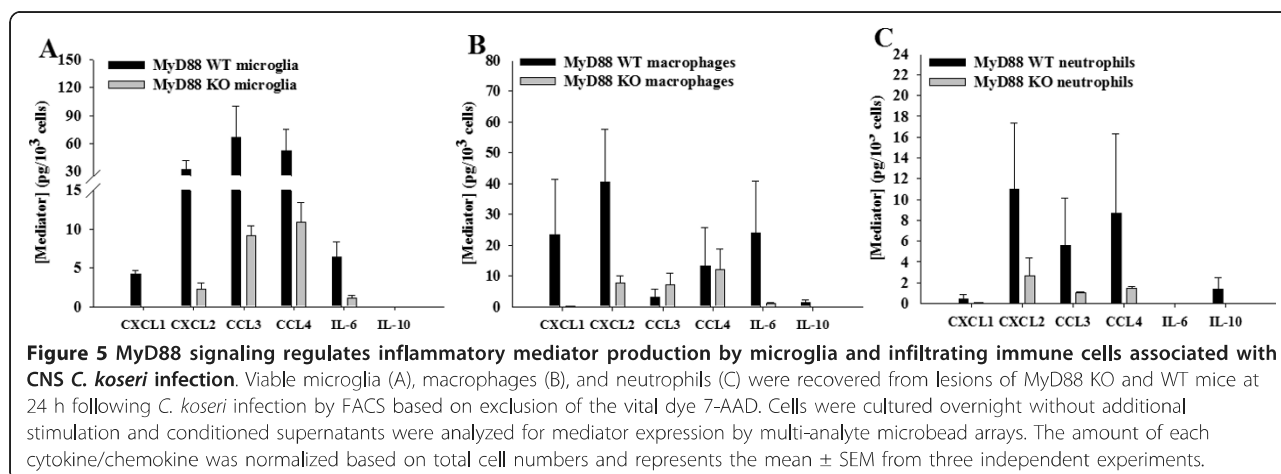 A
MyD88 WT microglia
MyD88 KO microglia
[Mediator] (pg/10³ cells)
150
120
90
60
30
15
10
5
0
CXCL1 CXCL2 CCL3 CCL4 IL-6 IL-10
B
MyD88 WT macrophages
MyD88 KO macrophages
[Mediator] (pg/10³ cells)
80
70
60
50
40
30
20
10
0
CXCL1 CXCL2 CCL3 CCL4 IL-6 IL-10
C
MyD88 WT neutrophils
MyD88 KO neutrophils
[Mediator] (pg/10³ cells)
24
22
20
18
16
14
12
10
8
6
4
2
0
CXCL1 CXCL2 CCL3 CCL4 IL-6 IL-10
Figure 5 MyD88 signaling regulates inflammatory mediator production by microglia and infiltrating immune cells associated with
CNS C. koseri infection. Viable microglia (A), macrophages (B), and neutrophils (C) were recovered from lesions of MyD88 KO and WT mice at
24 h following C. koseri infection by FACS based on exclusion of the vital dye 7-AAD. Cells were cultured overnight without additional
stimulation and conditioned supernatants were analyzed for mediator expression by multi-analyte microbead arrays. The amount of each
cytokine/chemokine was normalized based on total cell numbers and represents the mean ± SEM from three independent experiments.